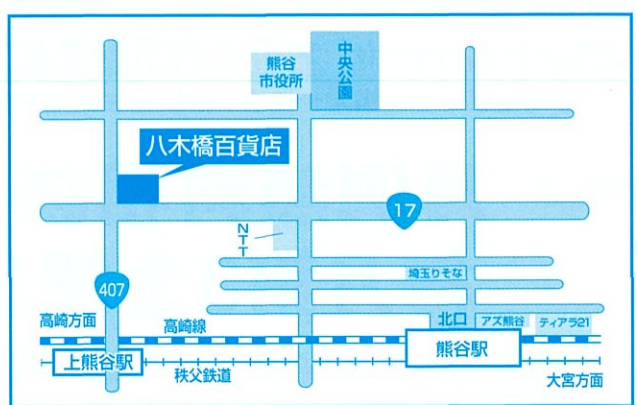 熊谷
市役所
中央公園
八木橋百貨店
17
NTT
埼玉りそな
407
高崎方面
高崎線
北口
アズ熊谷
ティアラ21
熊谷駅
上熊谷駅
秩父鉄道
大宮方面